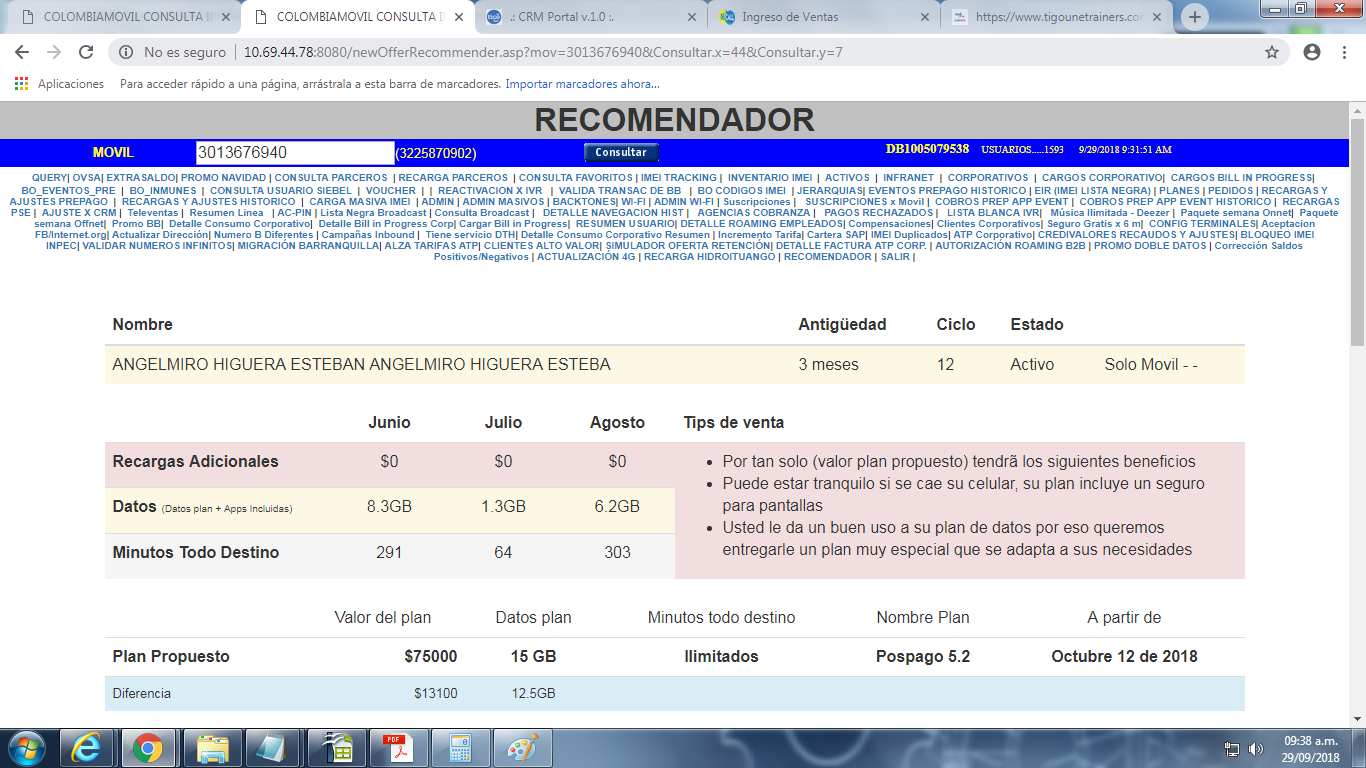 COLOMBIAMOVIL CONSULTA I
COLOMBIAMOVIL CONSULTA I
.: CRM Portal v.1.0 :.
Ingreso de Ventas
https://www.tigounetrainers.co
No es seguro | 10.69.44.78:8080/newOfferRecommender.asp?mov=3013676940&Consultar.x=44&Consultar.y=7
Aplicaciones Para acceder rápido a una página, arrástrala a esta barra de marcadores. Importar marcadores ahora...
RECOMENDADOR
MOVIL 3013676940 (3225870902) Consultar DB1005079538 USUARIOS.....1593 9/29/2018 9:31:51 AM
QUERY| OVSA| EXTRASALDO| PROMO NAVIDAD | CONSULTA PARCEROS | RECARGA PARCEROS | CONSULTA FAVORITOS | IMEI TRACKING | INVENTARIO IMEI | ACTIVOS | INFRANET | CORPORATIVOS | CARGOS CORPORATIVO| CARGOS BILL IN PROGRESS|
BO_EVENTOS_PRE | BO_INMUNES | CONSULTA USUARIO SIEBEL | VOUCHER | | REACTIVACION X IVR | VALIDA TRANSAC DE BB | BO CODIGOS IMEI | JERARQUIAS| EVENTOS PREPAGO HISTORICO | EIR (IMEI LISTA NEGRA) | PLANES | PEDIDOS | RECARGAS Y
AJUSTES PREPAGO | RECARGAS Y AJUSTES HISTORICO | CARGA MASIVA IMEI | ADMIN | ADMIN MASIVOS | BACKTONES| WI-FI | ADMIN WI-FI | Suscripciones | SUSCRIPCIONES x Movil | COBROS PREP APP EVENT | COBROS PREP APP EVENT HISTORICO | RECARGAS
PSE | AJUSTE X CRM | Televentas | Resumen Linea | AC-PIN | Lista Negra Broadcast | Consulta Broadcast | DETALLE NAVEGACION HIST | AGENCIAS COBRANZA | PAGOS RECHAZADOS | LISTA BLANCA IVR| Música Ilimitada - Deezer | Paquete semana Onnet| Paquete
semana Offnet| Promo BB| Detalle Consumo Corporativo| Detalle Bill in Progress Corp| Cargar Bill in Progress| RESUMEN USUARIO| DETALLE ROAMING EMPLEADOS| Compensaciones| Clientes Corporativos| Seguro Gratis x 6 m| CONFIG TERMINALES| Aceptacion
FB/Internet.org| Actualizar Dirección| Numero B Diferentes | Campañas Inbound | Tiene servicio DTH| Detalle Consumo Corporativo Resumen | Incremento Tarifa| Cartera SAP| IMEI Duplicados| ATP Corporativo| CREDIVALORES RECAUDOS Y AJUSTES| BLOQUEO IMEI
INPEC| VALIDAR NUMEROS INFINITOS| MIGRACIÓN BARRANQUILLA| ALZA TARIFAS ATP| CLIENTES ALTO VALOR| SIMULADOR OFERTA RETENCIÓN| DETALLE FACTURA ATP CORP. | AUTORIZACIÓN ROAMING B2B | PROMO DOBLE DATOS | Corrección Saldos
Positivos/Negativos | ACTUALIZACIÓN 4G | RECARGA HIDROITUANGO | RECOMENDADOR | SALIR |
Nombre Antigüedad Ciclo Estado
ANGELMIRO HIGUERA ESTEBAN ANGELMIRO HIGUERA ESTEBA 3 meses 12 Activo Solo Movil - -
Junio Julio Agosto Tips de venta
Recargas Adicionales $0 $0 $0
Datos (Datos plan + Apps Incluidas) 8.3GB 1.3GB 6.2GB
Minutos Todo Destino 291 64 303
• Por tan solo (valor plan propuesto) tendrã los siguientes beneficios
• Puede estar tranquilo si se cae su celular, su plan incluye un seguro
para pantallas
• Usted le da un buen uso a su plan de datos por eso queremos
entregarle un plan muy especial que se adapta a sus necesidades
Valor del plan Datos plan Minutos todo destino Nombre Plan A partir de
Plan Propuesto $75000 15 GB Ilimitados Pospago 5.2 Octubre 12 de 2018
Diferencia $13100 12.5GB
PDF
09:38 a.m.
29/09/2018